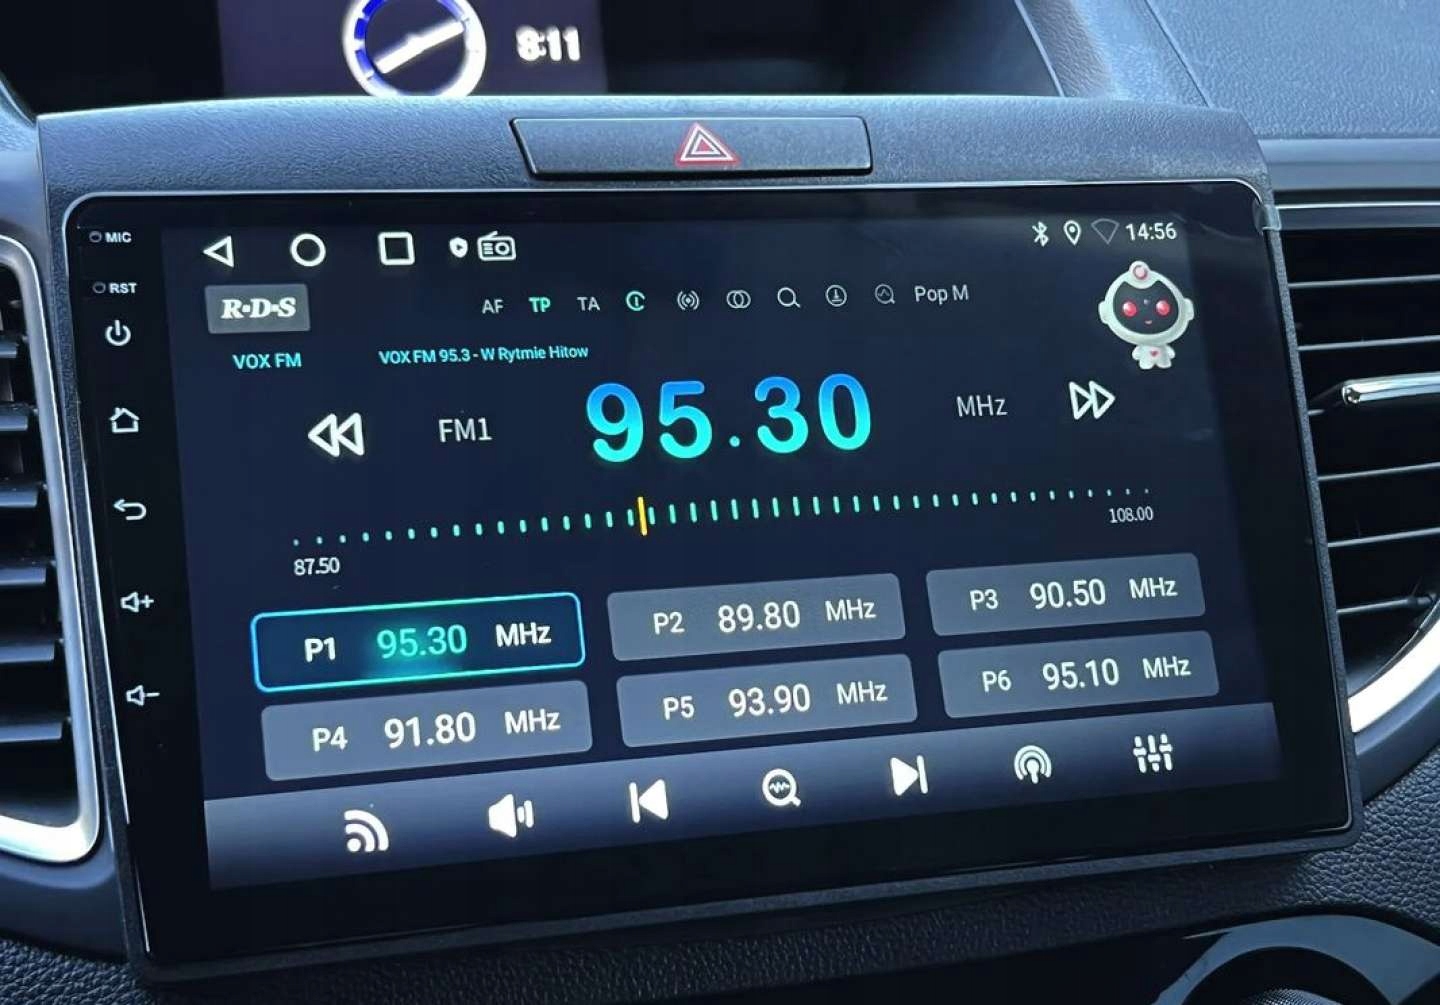 8:11
MIC
14:56
RST
R•D•S
AF TP TA Pop M
VOX FM VOX FM 95.3 - W Rytmie Hitow
FM1 95.30 MHz
87.50 108.00
P1 95.30 MHz P2 89.80 MHz P3 90.50 MHz
P4 91.80 MHz P5 93.90 MHz P6 95.10 MHz